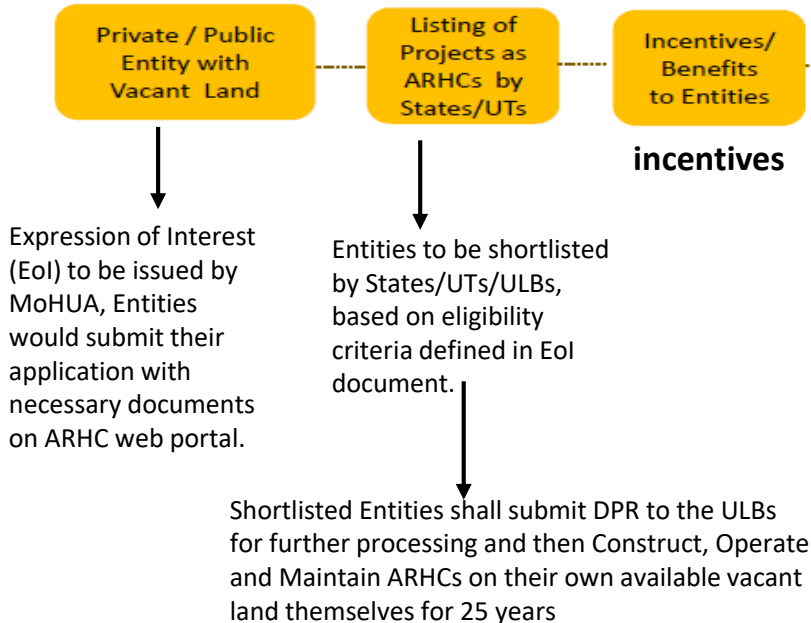 Private / Public
Entity with
Vacant Land
Listing of
Projects as
ARHCs by
States/UTs
Incentives/
Benefits
to Entities
incentives
Expression of Interest
(EoI) to be issued by
MoHUA, Entities
would submit their
application with
necessary documents
on ARHC web portal.
Entities to be shortlisted
by States/UTs/ULBs,
based on eligibility
criteria defined in EoI
document.
Shortlisted Entities shall submit DPR to the ULBs
for further processing and then Construct, Operate
and Maintain ARHCs on their own available vacant
land themselves for 25 years